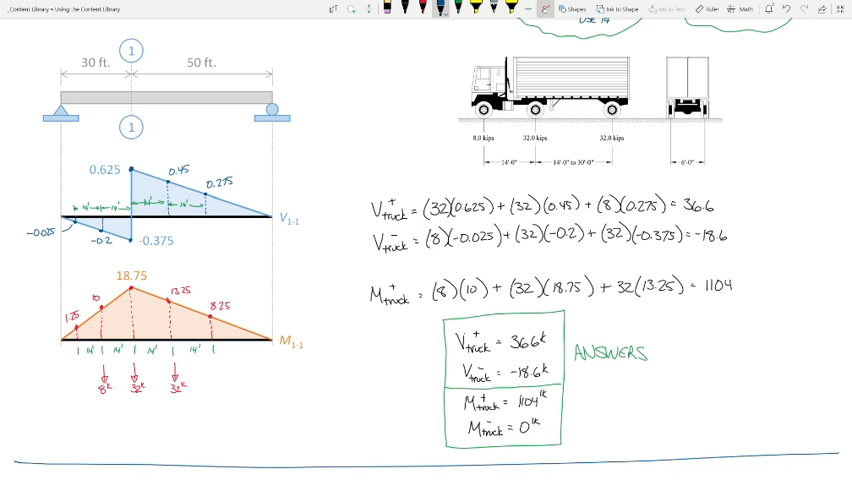 _Content Library » Using the Content Library
Shapes
Ink to Shape
Ink to Text
Ruler
Math
Use 14
1
30 ft.
50 ft.
1
0.625
0.45
0.275
14' 14' 14' 14'
V1-1
-0.025
-0.2
-0.375
18.75
13.25
10
8.25
1.25
M1-1
14' 14' 14' 14'
8k 32k 32k
8.0 kips
32.0 kips
32.0 kips
14'-0"
14'-0" to 30'-0"
6'-0"
V+truck = (32)(0.625) + (32)(0.45) + (8)(0.275) = 36.6
V-truck = (8)(-0.025) + (32)(-0.2) + (32)(-0.375) = -18.6
M+truck = (8)(10) + (32)(18.75) + 32(13.25) = 1104
V+truck = 36.6k
V-truck = -18.6k
ANSWERS
M+truck = 1104'k
M-truck = 0'k